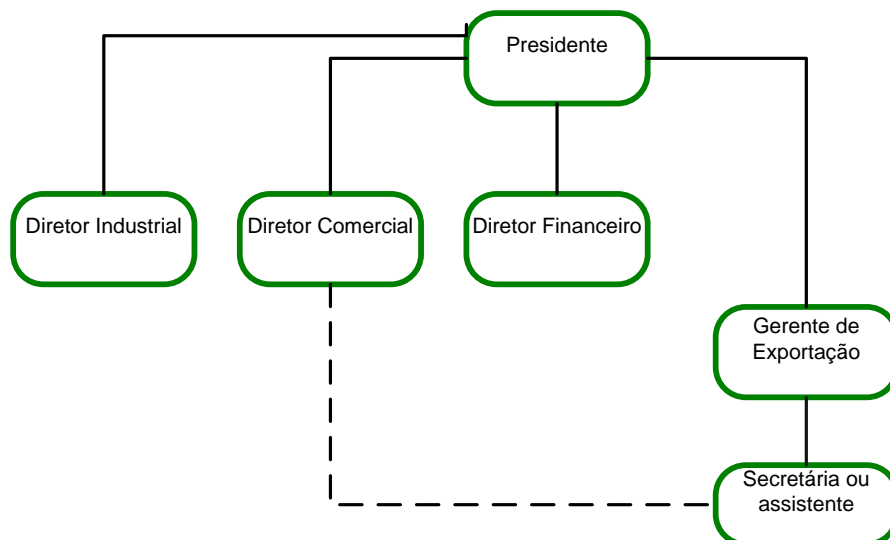 Presidente
Diretor Industrial
Diretor Comercial
Diretor Financeiro
Gerente de
Exportação
Secretária ou
assistente